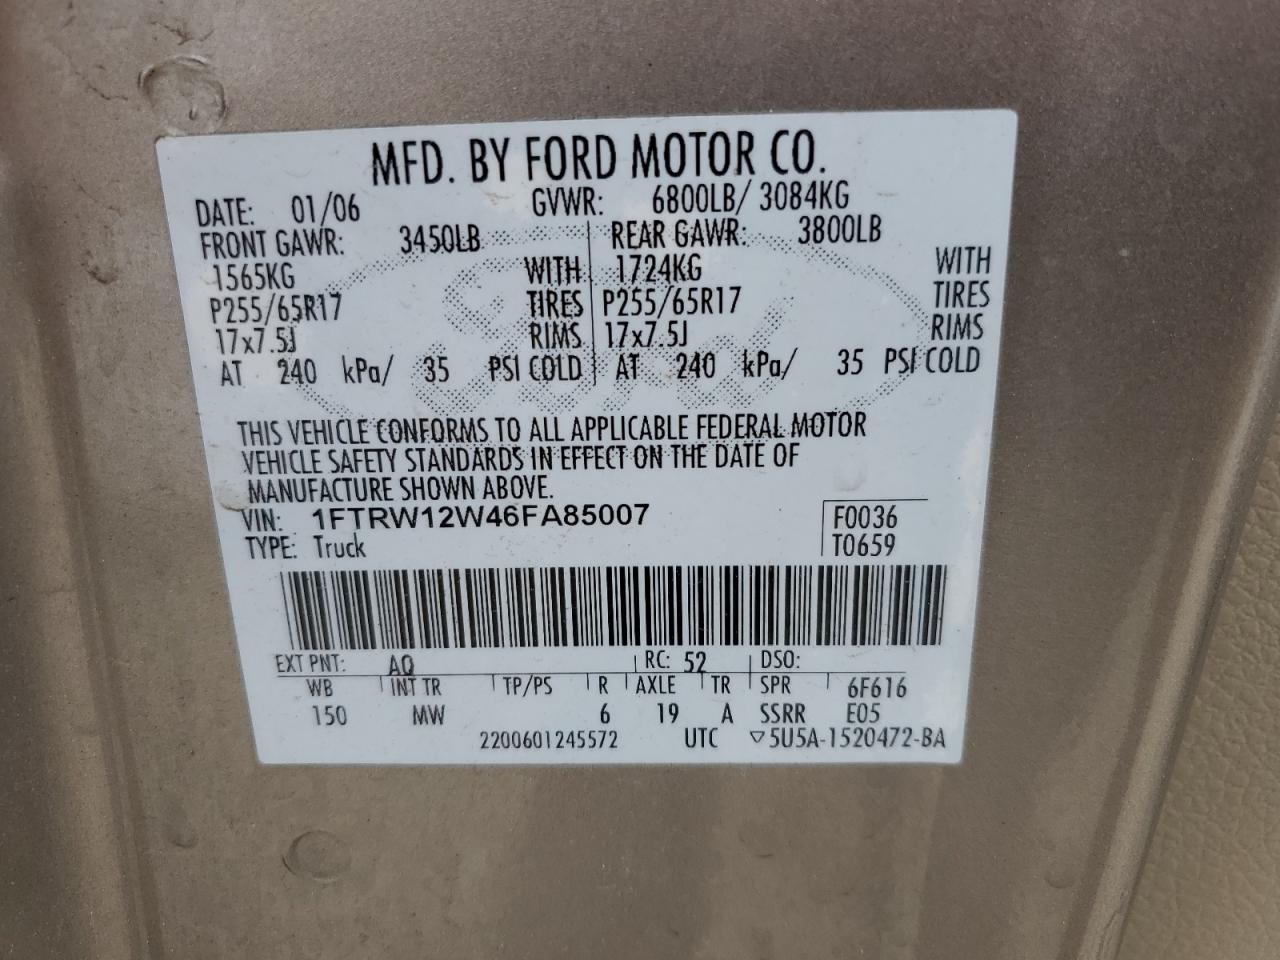 MFD. BY FORD MOTOR CO.
DATE: 01/06 GVWR: 6800LB/ 3084KG
FRONT GAWR: 3450LB REAR GAWR: 3800LB
1565KG WITH 1724KG WITH
P255/65R17 TIRES P255/65R17 TIRES
17x7.5J RIMS 17x7.5J RIMS
AT 240 kPa/ 35 PSI COLD AT 240 kPa/ 35 PSI COLD
THIS VEHICLE CONFORMS TO ALL APPLICABLE FEDERAL MOTOR
VEHICLE SAFETY STANDARDS IN EFFECT ON THE DATE OF
MANUFACTURE SHOWN ABOVE.
VIN: 1FTRW12W46FA85007 F0036
TYPE: Truck T0659
EXT PNT: AQ RC: 52 DSO:
WB INT TR TP/PS R AXLE TR SPR 6F616
150 MW 6 19 A SSRR E05
2200601245572 UTC ▽5U5A-1520472-BA